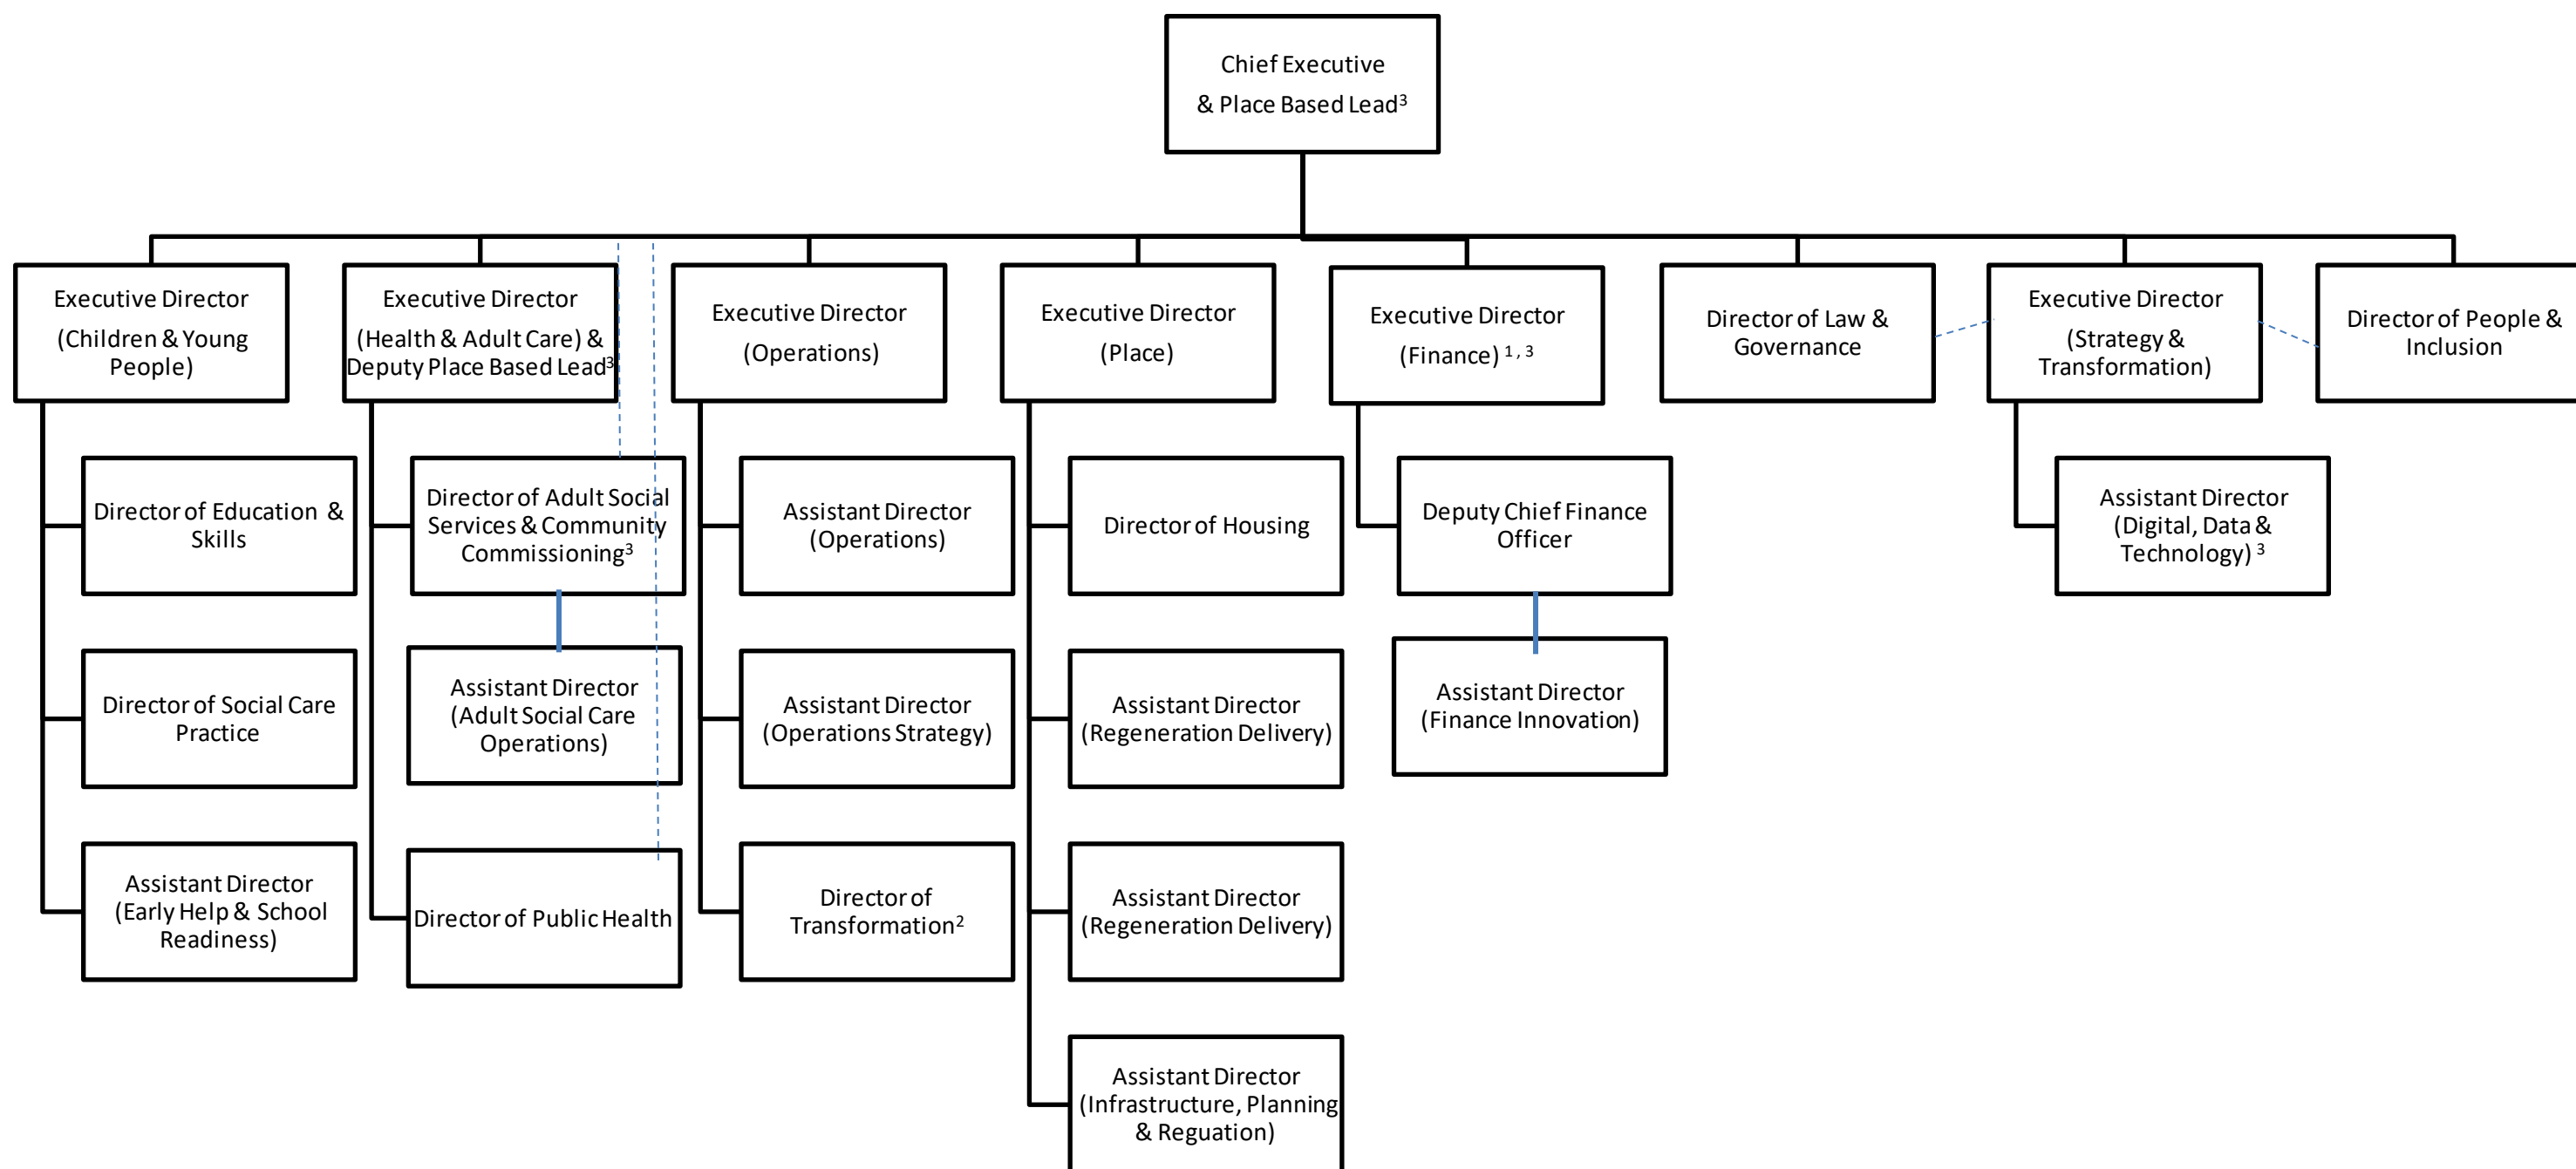 Chief Executive
& Place Based Lead³
Executive Director
(Children & Young
People)
Executive Director
(Health & Adult Care) &
Deputy Place Based Lead³
Executive Director
(Operations)
Executive Director
(Place)
Executive Director
(Finance) ¹,³
Director of Law &
Governance
Executive Director
(Strategy &
Transformation)
Director of People &
Inclusion
Director of Education &
Skills
Director of Adult Social
Services & Community
Commissioning³
Assistant Director
(Operations)
Director of Housing
Deputy Chief Finance
Officer
Assistant Director
(Digital, Data &
Technology) ³
Director of Social Care
Practice
Assistant Director
(Adult Social Care
Operations)
Assistant Director
(Operations Strategy)
Assistant Director
(Regeneration Delivery)
Assistant Director
(Finance Innovation)
Assistant Director
(Early Help & School
Readiness)
Director of Public Health
Director of
Transformation²
Assistant Director
(Regeneration Delivery)
Assistant Director
(Infrastructure, Planning
& Reguation)